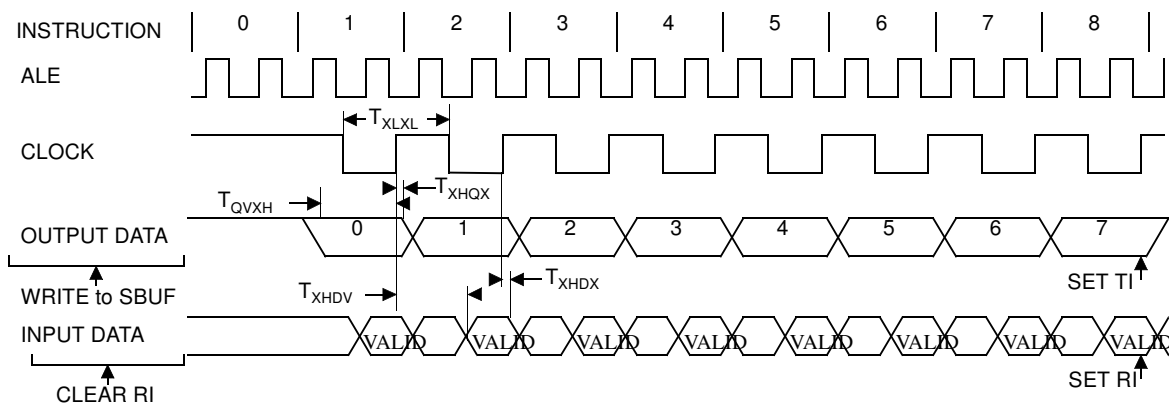 INSTRUCTION 0 1 2 3 4 5 6 7 8
ALE
TXLXL
CLOCK
TXHQX
TQVXH
OUTPUT DATA 0 1 2 3 4 5 6 7
WRITE to SBUF
TXHDV
TXHDX
SET TI
INPUT DATA VALID VALID VALID VALID VALID VALID VALID VALID
CLEAR RI
SET RI